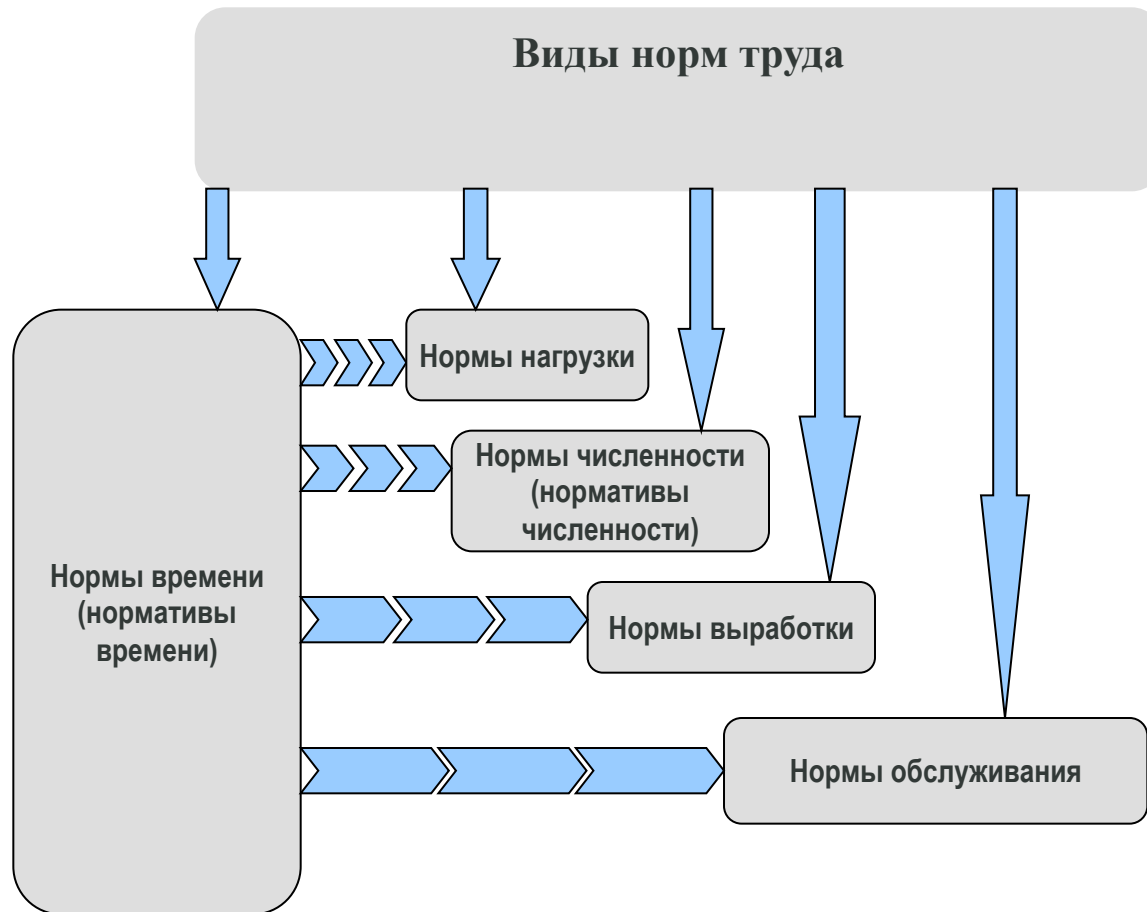 Виды норм труда
Нормы нагрузки
Нормы численности
(нормативы
численности)
Нормы времени
(нормативы
времени)
Нормы выработки
Нормы обслуживания